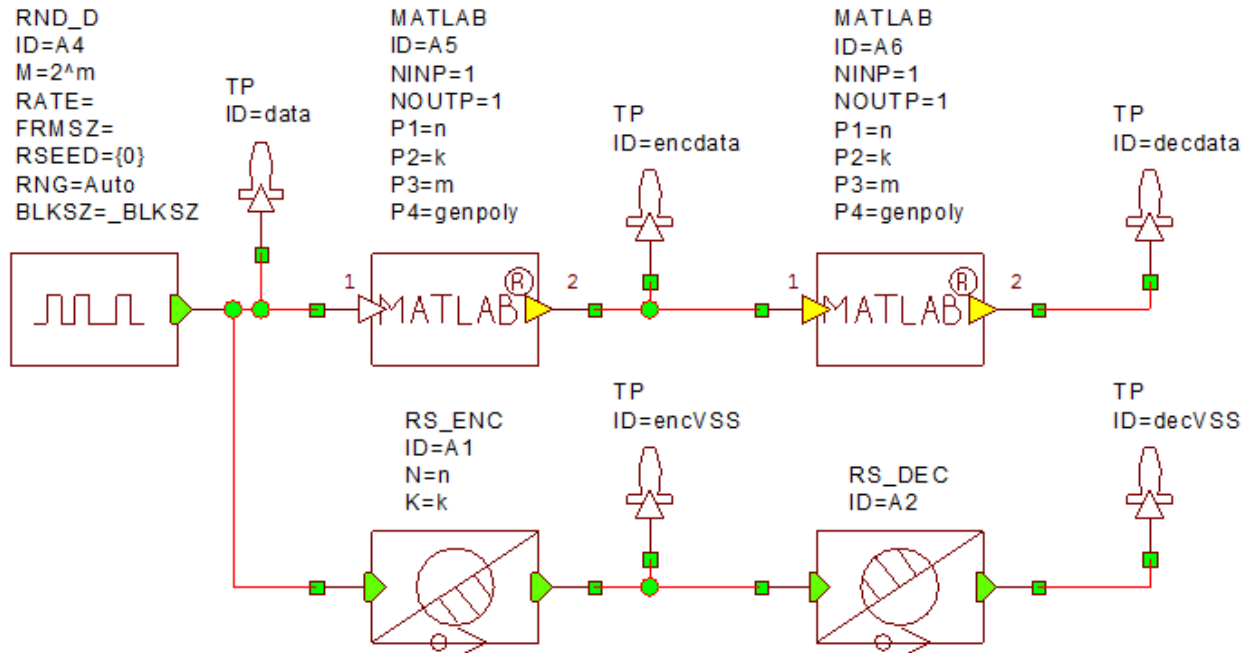 RND_D
ID=A4
M=2^m
RATE=
FRMSZ=
RSEED={0}
RNG=Auto
BLKSZ=_BLKSZ
TP
ID=data
MATLAB
ID=A5
NINP=1
NOUTP=1
P1=n
P2=k
P3=m
P4=genpoly
TP
ID=encdata
MATLAB
ID=A6
NINP=1
NOUTP=1
P1=n
P2=k
P3=m
P4=genpoly
TP
ID=decdata
1
MATLAB
R
2
1
MATLAB
R
2
RS_ENC
ID=A1
N=n
K=k
TP
ID=encVSS
RS_DEC
ID=A2
TP
ID=decVSS